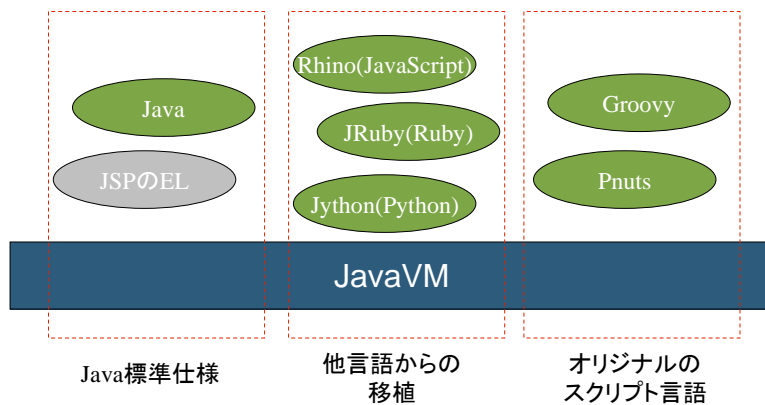 Rhino(JavaScript)
Java
JRuby(Ruby)
Groovy
JSPのEL
Jython(Python)
Pnuts
JavaVM
Java標準仕様
他言語からの
移植
オリジナルの
スクリプト言語